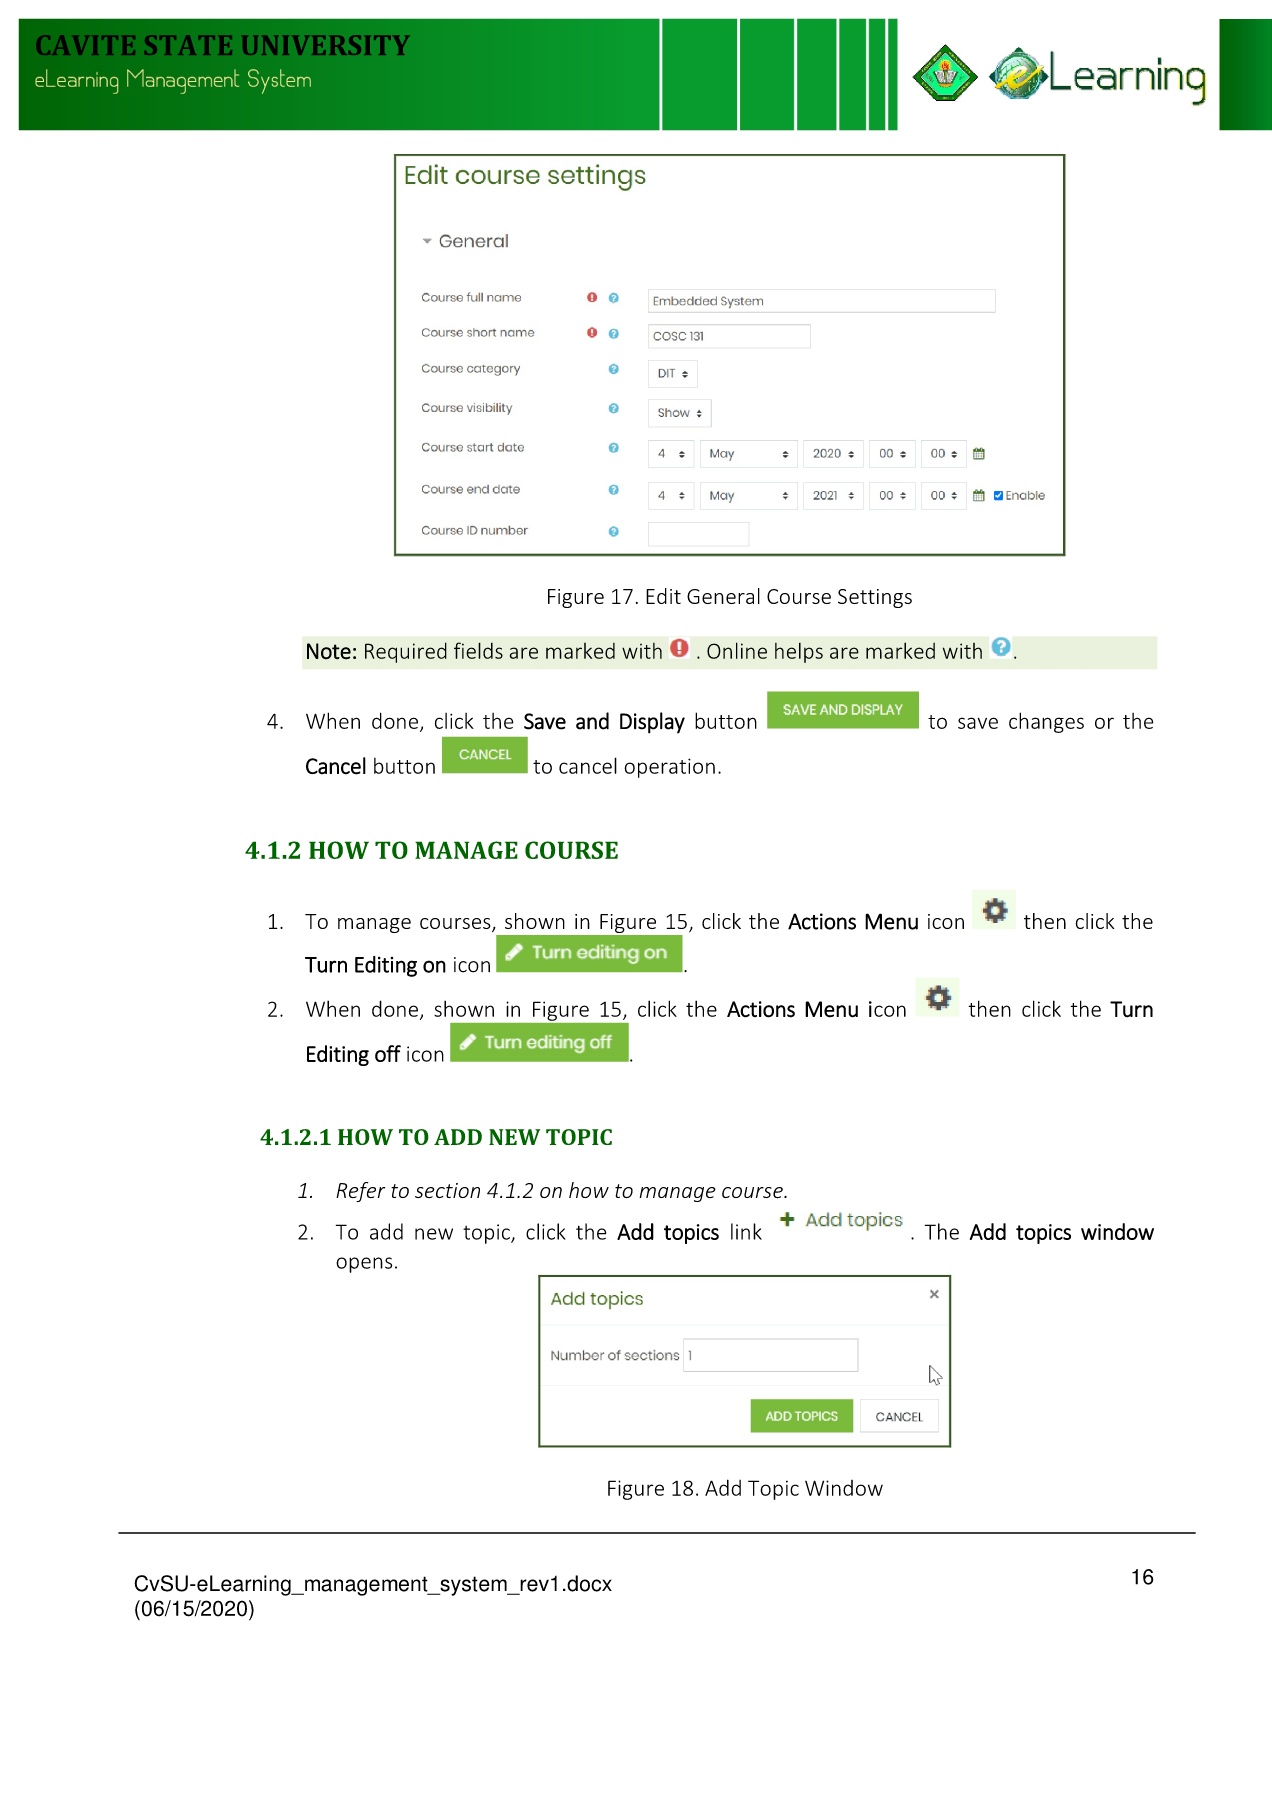 CAVITE STATE UNIVERSITY
eLearning Management System
eLearning
Edit course settings
General
Course full name Embedded System
Course short name COSC 131
Course category DIT
Course visibility Show
Course start date 4 May 2020 00 00
Course end date 4 May 2021 00 00 Enable
Course ID number
Figure 17. Edit General Course Settings
Note: Required fields are marked with . Online helps are marked with .
4. When done, click the Save and Display button SAVE AND DISPLAY to save changes or the
Cancel button CANCEL to cancel operation.
4.1.2 HOW TO MANAGE COURSE
1. To manage courses, shown in Figure 15, click the Actions Menu icon then click the
Turn Editing on icon Turn editing on.
2. When done, shown in Figure 15, click the Actions Menu icon then click the Turn
Editing off icon Turn editing off.
4.1.2.1 HOW TO ADD NEW TOPIC
1. Refer to section 4.1.2 on how to manage course.
2. To add new topic, click the Add topics link + Add topics . The Add topics window
opens.
Add topics ×
Number of sections 1
ADD TOPICS CANCEL
Figure 18. Add Topic Window
CvSU-eLearning_management_system_rev1.docx 16
(06/15/2020)